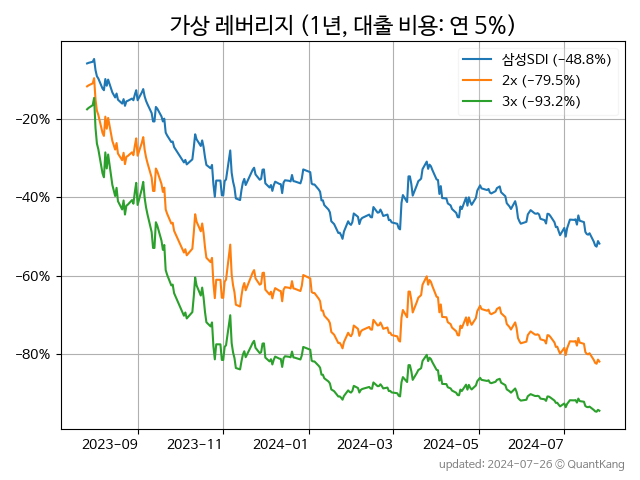 가상 레버리지 (1년, 대출 비용: 연 5%)
삼성SDI (−48.8%)
2x (−79.5%)
3x (−93.2%)
−20%
−40%
−60%
−80%
2023-09 2023-11 2024-01 2024-03 2024-05 2024-07
updated: 2024-07-26 © QuantKang